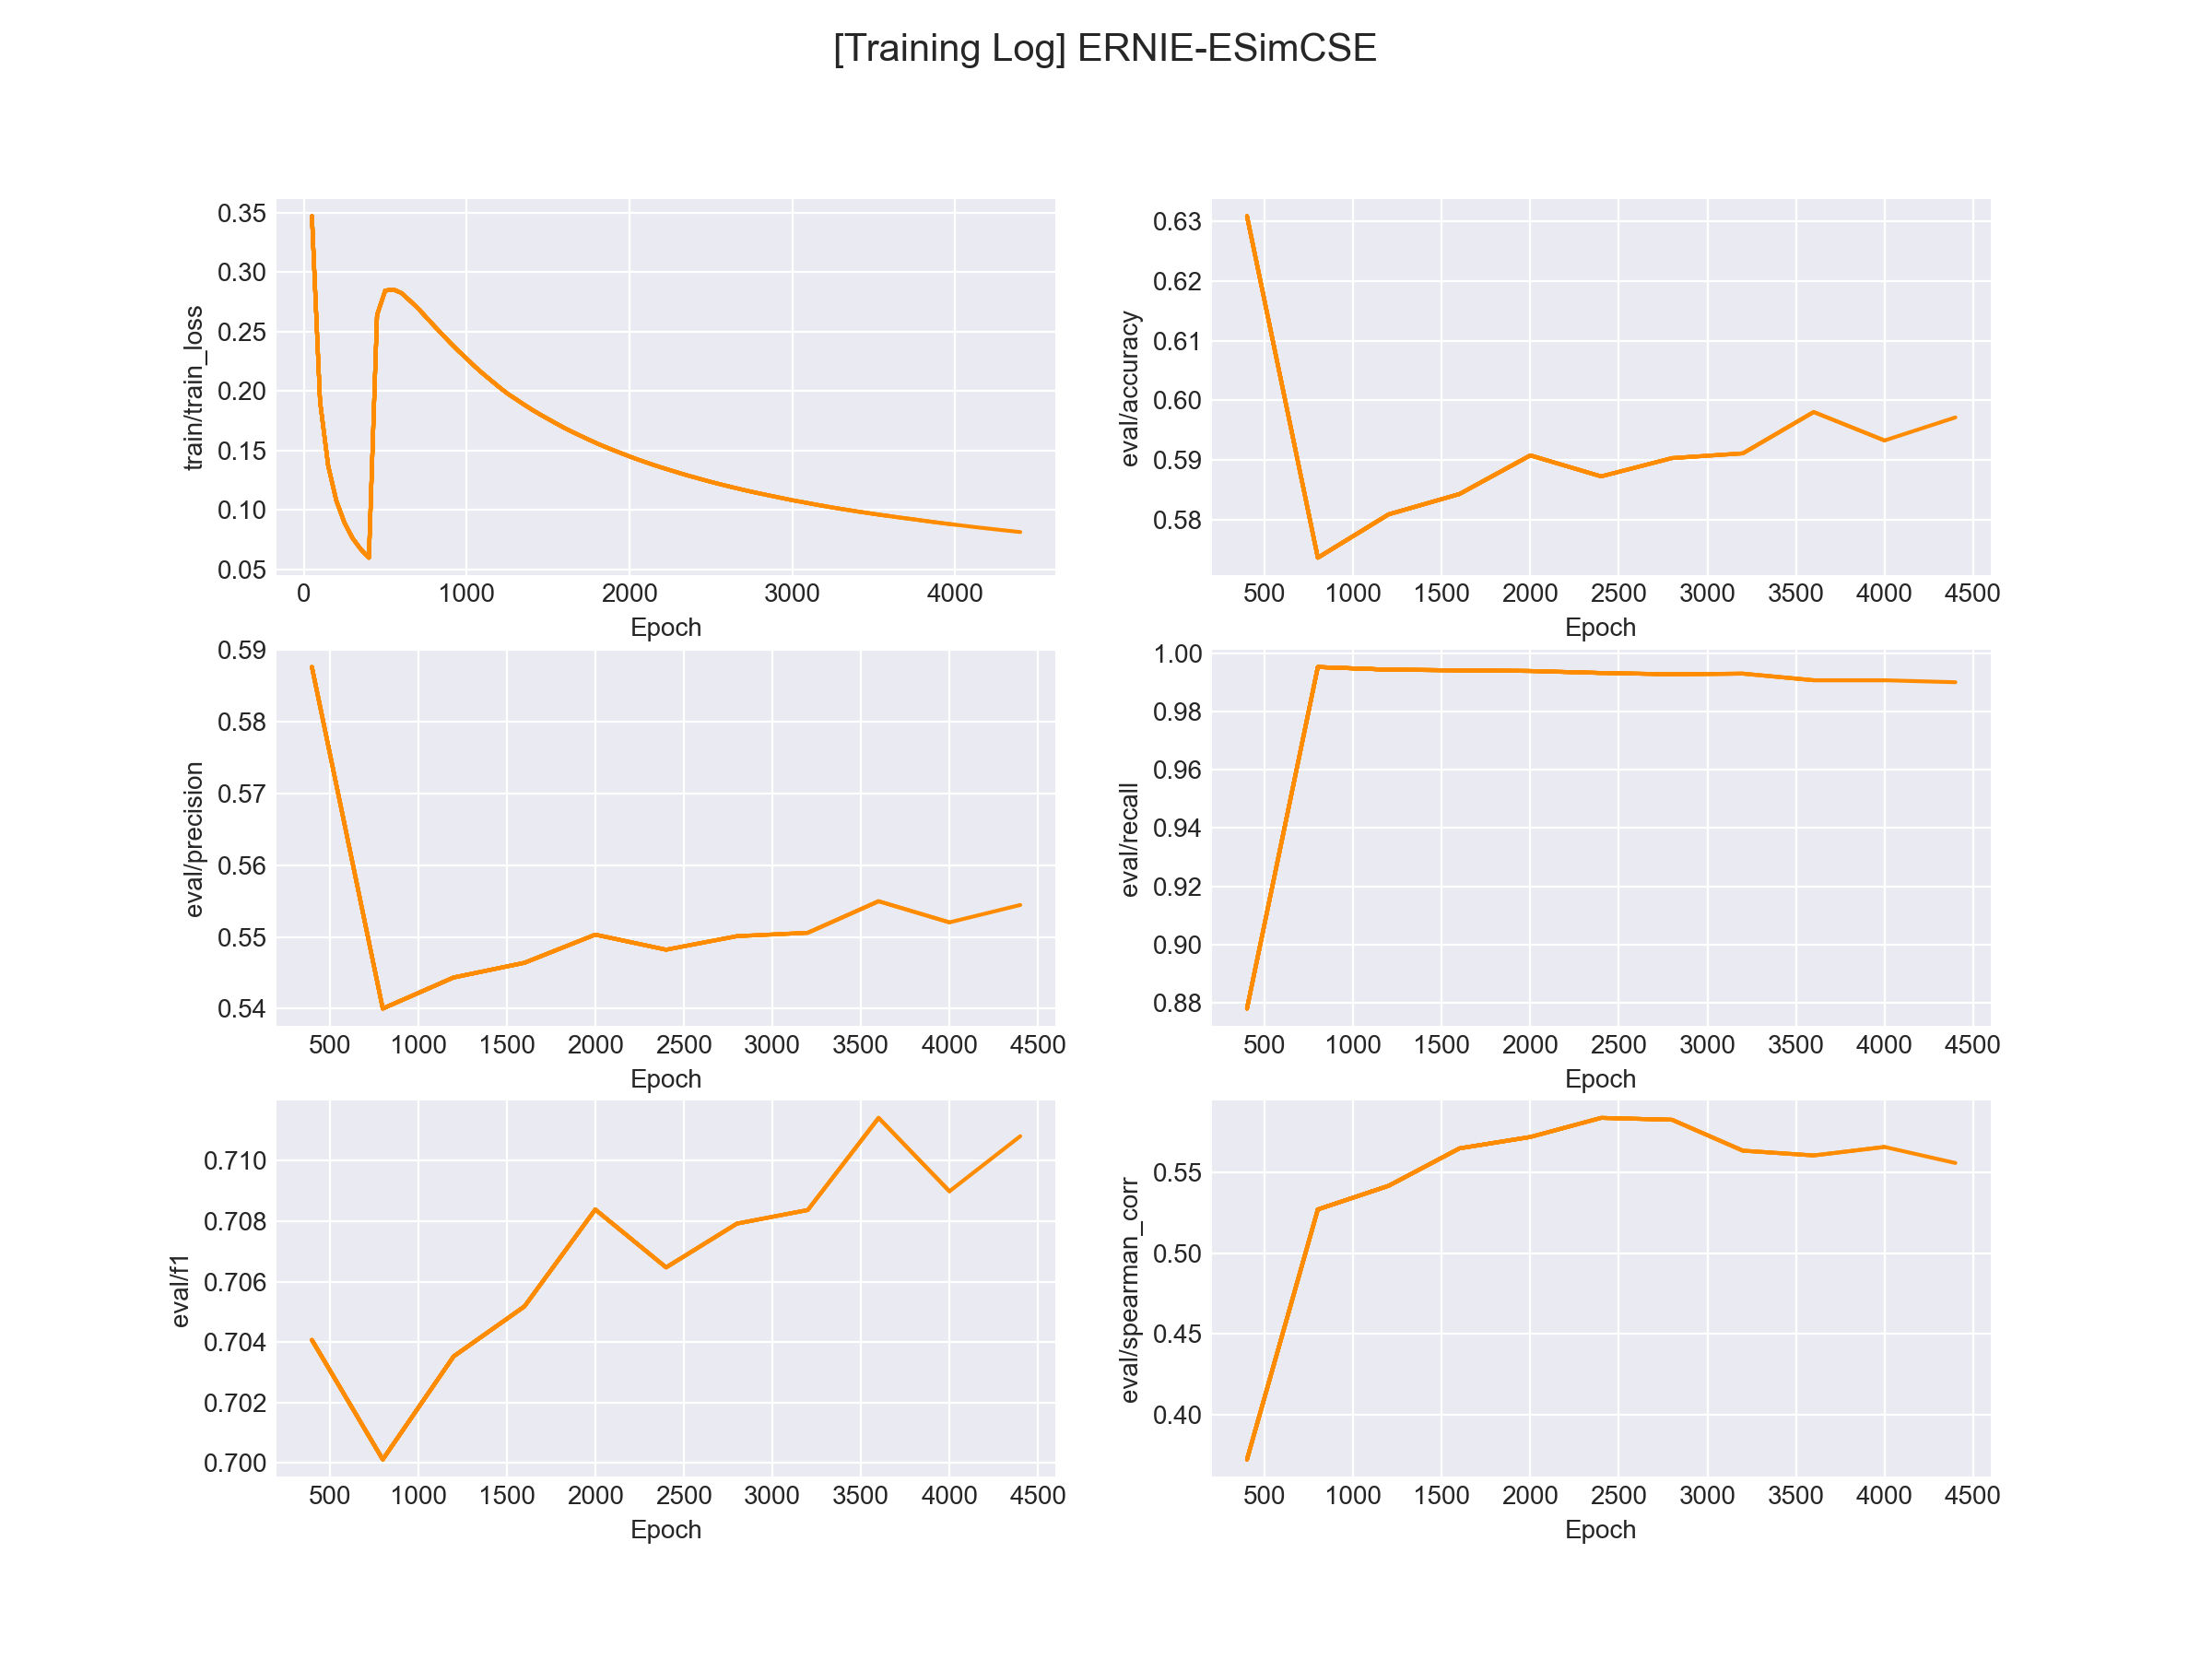 [Training Log] ERNIE-ESimCSE
train/train_loss
0.35
0.30
0.25
0.20
0.15
0.10
0.05
0 1000 2000 3000 4000
Epoch
eval/accuracy
0.63
0.62
0.61
0.60
0.59
0.58
500 1000 1500 2000 2500 3000 3500 4000 4500
Epoch
eval/precision
0.59
0.58
0.57
0.56
0.55
0.54
500 1000 1500 2000 2500 3000 3500 4000 4500
Epoch
eval/recall
1.00
0.98
0.96
0.94
0.92
0.90
0.88
500 1000 1500 2000 2500 3000 3500 4000 4500
Epoch
eval/f1
0.710
0.708
0.706
0.704
0.702
0.700
500 1000 1500 2000 2500 3000 3500 4000 4500
Epoch
eval/spearman_corr
0.55
0.50
0.45
0.40
500 1000 1500 2000 2500 3000 3500 4000 4500
Epoch